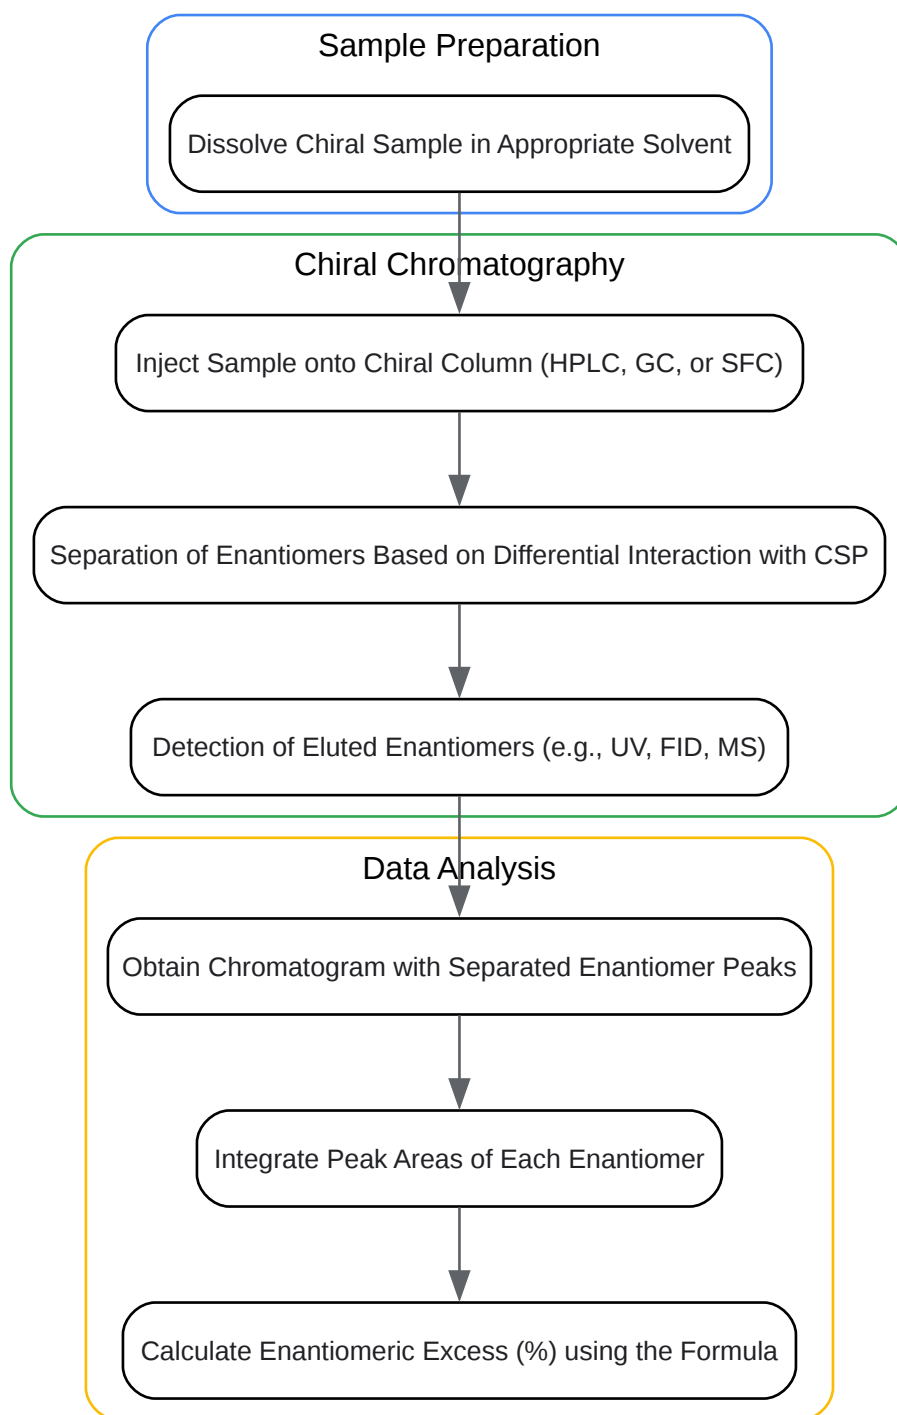 Sample Preparation
Dissolve Chiral Sample in Appropriate Solvent
Chiral Chromatography
Inject Sample onto Chiral Column (HPLC, GC, or SFC)
Separation of Enantiomers Based on Differential Interaction with CSP
Detection of Eluted Enantiomers (e.g., UV, FID, MS)
Data Analysis
Obtain Chromatogram with Separated Enantiomer Peaks
Integrate Peak Areas of Each Enantiomer
Calculate Enantiomeric Excess (%) using the Formula